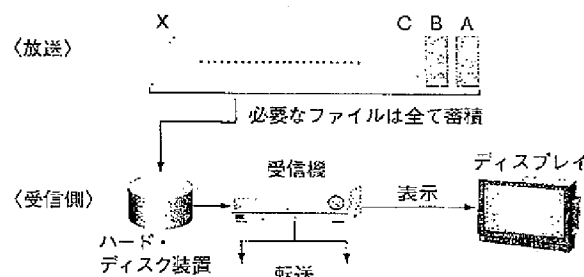 X
C B A
〈放送〉
必要なファイルは全て蓄積
受信機
ディスプレイ
〈受信側〉
表示
ハード・
ディスク装置
転送